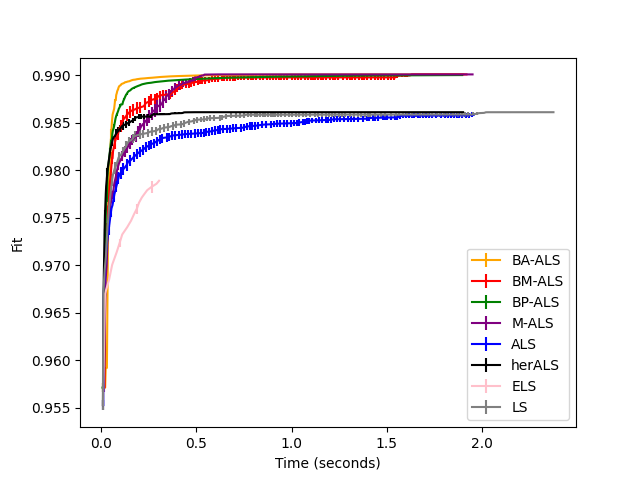 0.990
0.985
0.980
0.975
0.970
0.965
0.960
0.955
Fit
0.0 0.5 1.0 1.5 2.0
Time (seconds)
BA-ALS
BM-ALS
BP-ALS
M-ALS
ALS
herALS
ELS
LS